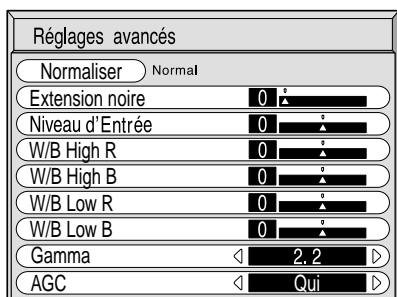 Réglages avancés
Normaliser Normal
Extension noire 0
Niveau d'Entrée 0
W/B High R 0
W/B High B 0
W/B Low R 0
W/B Low B 0
Gamma 2.2
AGC Qui